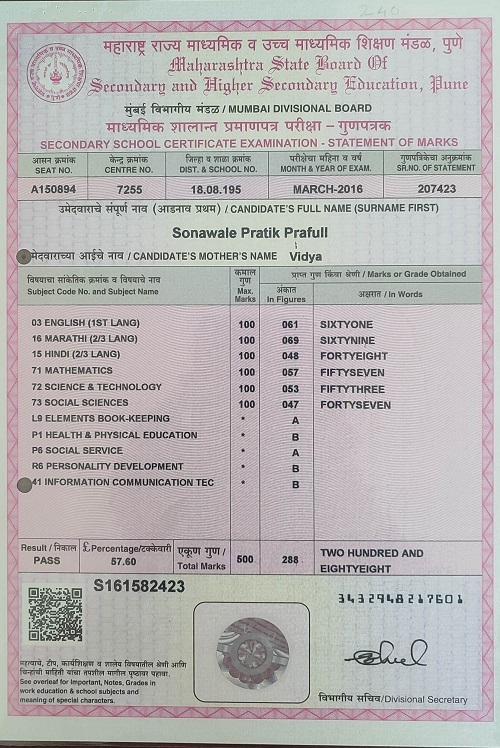 240
महाराष्ट्र राज्य माध्यमिक व उच्च माध्यमिक शिक्षण मंडळ, पुणे
Maharashtra State Board Of
Secondary and Higher Secondary Education, Pune
मुंबई विभागीय मंडळ / MUMBAI DIVISIONAL BOARD
माध्यमिक शालान्त प्रमाणपत्र परीक्षा – गुणपत्रक
SECONDARY SCHOOL CERTIFICATE EXAMINATION - STATEMENT OF MARKS
आसन क्रमांक केंद्र क्रमांक जिल्हा व शाळा क्रमांक परीक्षेचा महिना व वर्ष गुणपत्रिकेचा अनुक्रमांक
SEAT NO. CENTRE NO. DIST. & SCHOOL NO. MONTH & YEAR OF EXAM. SR.NO. OF STATEMENT
A150894 7255 18.08.195 MARCH-2016 207423
उमेदवाराचे संपूर्ण नाव (आडनाव प्रथम) / CANDIDATE'S FULL NAME (SURNAME FIRST)
Sonawale Pratik Prafull
मेदवाराच्या आईचे नाव / CANDIDATE'S MOTHER'S NAME Vidya
विषयाचा सांकेतिक क्रमांक व विषयाचे नाव
Subject Code No. and Subject Name
कमाल गुण
Max. Marks
प्राप्त गुण किंवा श्रेणी / Marks or Grade Obtained
अंकात
In Figures
अक्षरात / In Words
03 ENGLISH (1ST LANG) 100 061 SIXTYONE
16 MARATHI (2/3 LANG) 100 069 SIXTYNINE
15 HINDI (2/3 LANG) 100 048 FORTYEIGHT
71 MATHEMATICS 100 057 FIFTYSEVEN
72 SCIENCE & TECHNOLOGY 100 053 FIFTYTHREE
73 SOCIAL SCIENCES 100 047 FORTYSEVEN
L9 ELEMENTS BOOK-KEEPING * A
P1 HEALTH & PHYSICAL EDUCATION * B
P6 SOCIAL SERVICE * A
R6 PERSONALITY DEVELOPMENT * B
41 INFORMATION COMMUNICATION TEC * B
Result / निकाल £ Percentage/टक्केवारी एकूण गुण / 500 288 TWO HUNDRED AND
PASS 57.60 Total Marks EIGHTYEIGHT
S161582423
3432948217601
महत्वाचे, टीप, कार्यशिक्षण व शालेय विषयातील श्रेणी आणि
चिन्हांची माहिती यांचा तपशील मागील पृष्ठावर पहावा.
See overleaf for Important, Notes, Grades in
work education & school subjects and
meaning of special characters.
विभागीय सचिव/Divisional Secretary